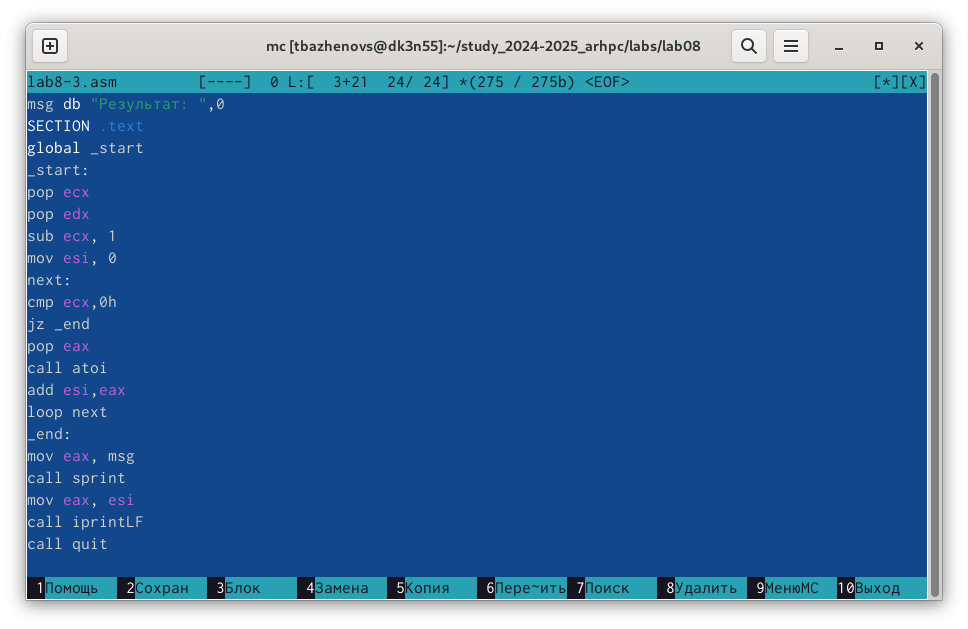 mc [tbazhenovs@dk3n55]:~/study_2024-2025_arhpc/labs/lab08
lab8-3.asm [----] 0 L:[ 3+21 24/ 24] *(275 / 275b) <EOF> [*][X]
msg db "Результат: ",0
SECTION .text
global _start
_start:
pop ecx
pop edx
sub ecx, 1
mov esi, 0
next:
cmp ecx,0h
jz _end
pop eax
call atoi
add esi,eax
loop next
_end:
mov eax, msg
call sprint
mov eax, esi
call iprintLF
call quit
1Помощь 2Сохран 3Блок 4Замена 5Копия 6Пере~ить 7Поиск 8Удалить 9МенюMC 10Выход